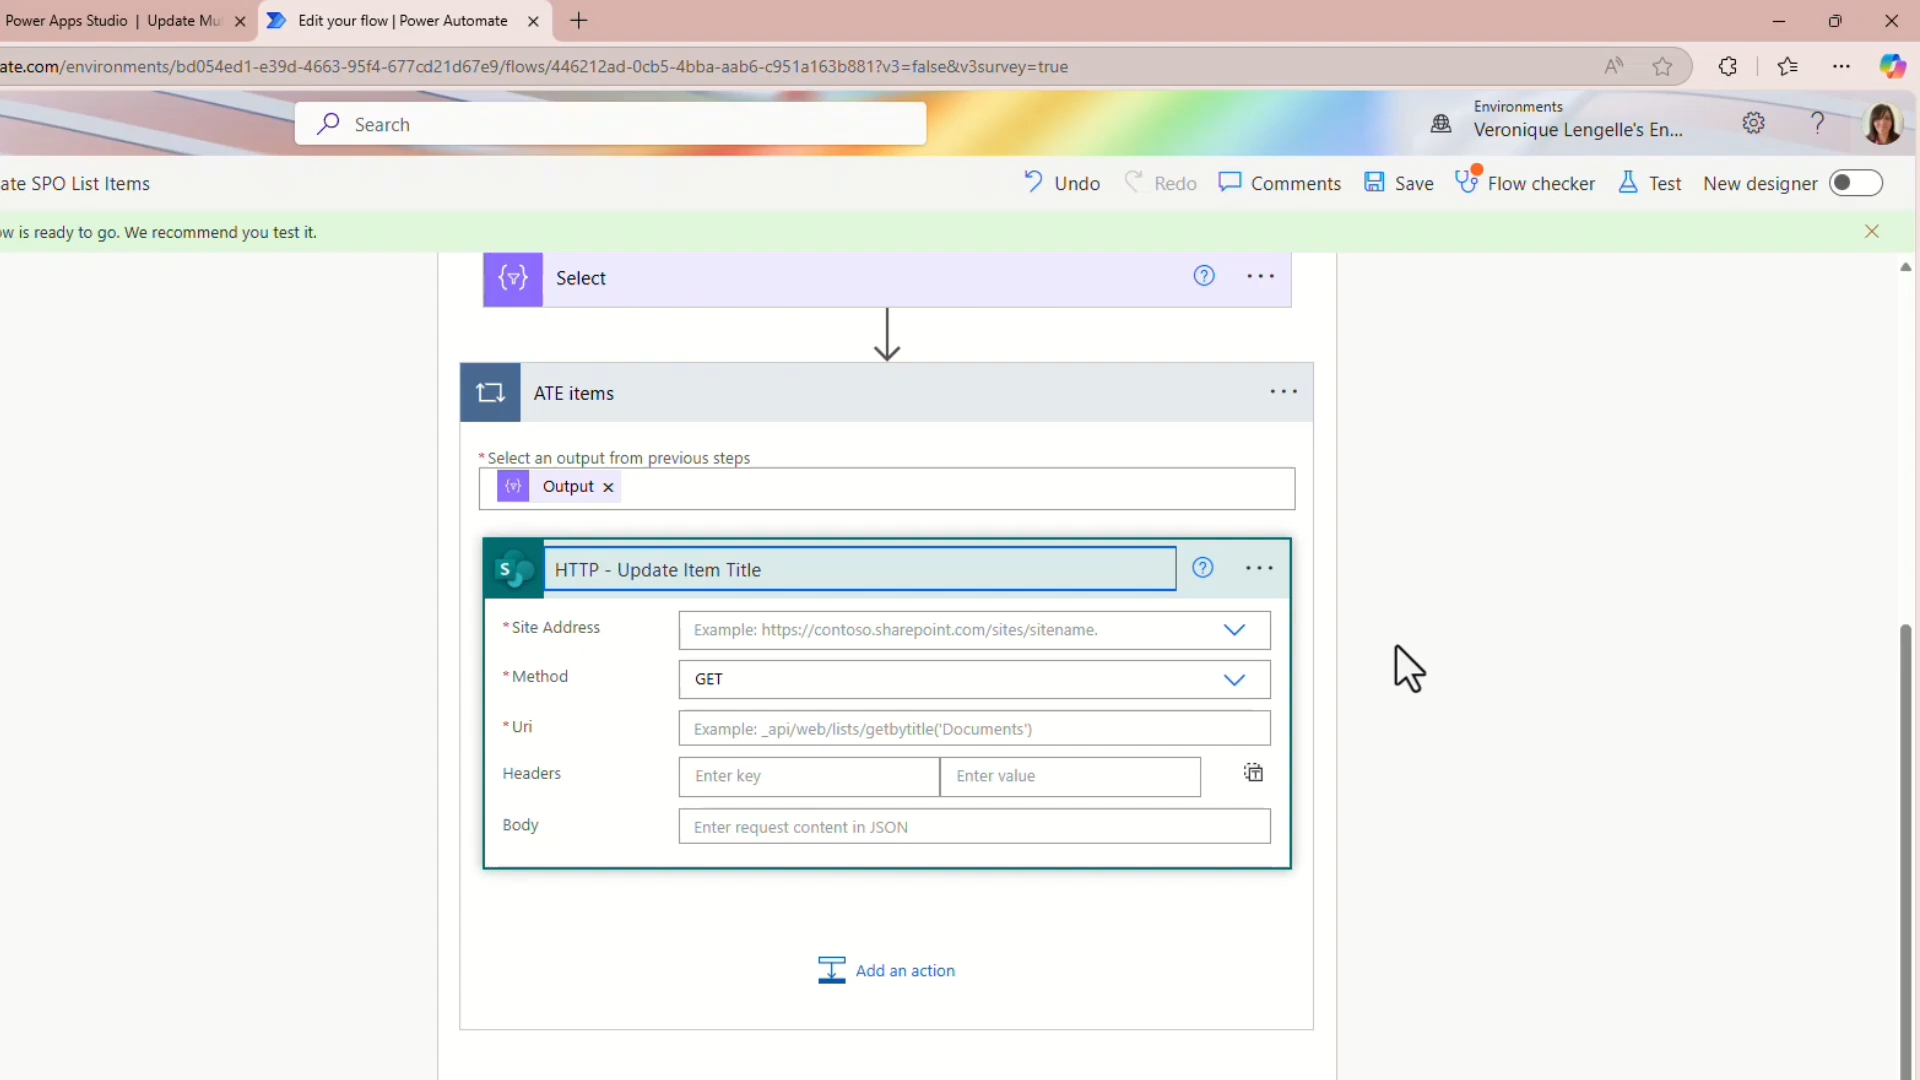 Power Apps Studio | Update Mu
Edit your flow | Power Automate
ate.com/environments/bd054ed1-e39d-4663-95f4-677cd21d67e9/flows/446212ad-0cb5-4bba-aab6-c951a163b881?v3=false&v3survey=true
Search
Environments
Veronique Lengelle's En...
ate SPO List Items
Undo
Redo
Comments
Save
Flow checker
Test
New designer
ow is ready to go. We recommend you test it.
Select
ATE items
* Select an output from previous steps
Output
HTTP - Update Item Title
* Site Address
Example: https://contoso.sharepoint.com/sites/sitename.
* Method
GET
* Uri
Example: _api/web/lists/getbytitle('Documents')
Headers
Enter key
Enter value
Body
Enter request content in JSON
Add an action